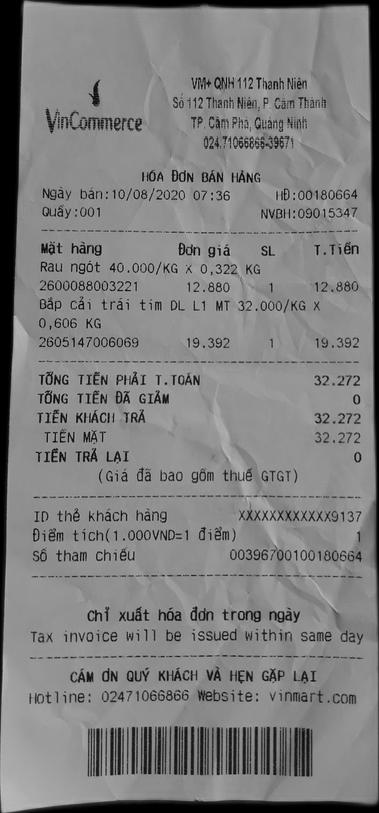 VinCommerce
VM+ QNH 112 Thanh Niên
Số 112 Thanh Niên, P. Cẩm Thành
TP. Cẩm Phả, Quảng Ninh
024.71066866-39671
HÓA ĐƠN BÁN HÀNG
Ngày bán:10/08/2020 07:36 HĐ:00180664
Quầy:001 NVBH:09015347
Mặt hàng Đơn giá SL T.Tiền
Rau ngót 40.000/KG X 0,322 KG
2600088003221 12.880 1 12.880
Bắp cải trái tim DL L1 MT 32.000/KG X
0,606 KG
2605147006069 19.392 1 19.392
TỔNG TIỀN PHẢI T.TOÁN 32.272
TỔNG TIỀN ĐÃ GIẢM 0
TIỀN KHÁCH TRẢ 32.272
TIỀN MẶT 32.272
TIỀN TRẢ LẠI 0
(Giá đã bao gồm thuế GTGT)
ID thẻ khách hàng XXXXXXXXXXXX9137
Điểm tích(1.000VND=1 điểm) 1
Số tham chiếu 00396700100180664
Chỉ xuất hóa đơn trong ngày
Tax invoice will be issued within same day
CẢM ƠN QUÝ KHÁCH VÀ HẸN GẶP LẠI
Hotline: 02471066866 Website: vinmart.com